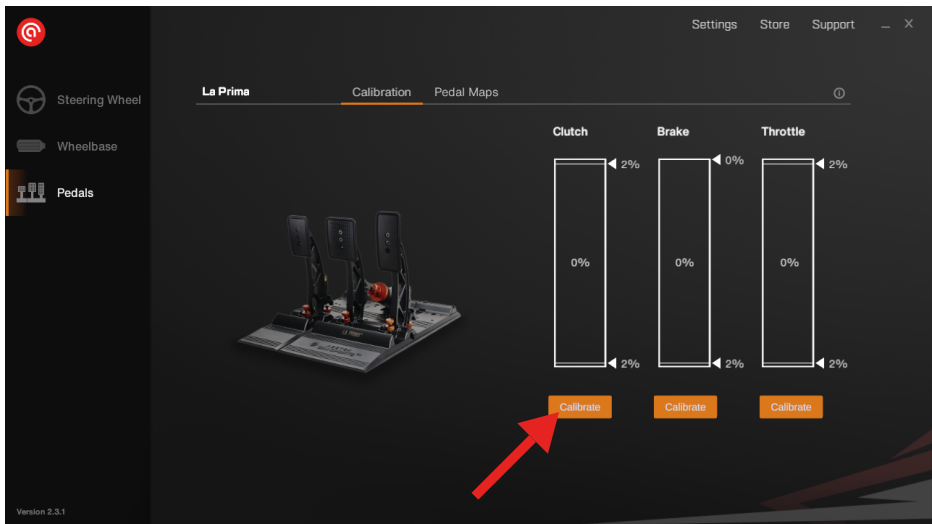 Settings Store Support
Steering Wheel
Wheelbase
Pedals
La Prima Calibration Pedal Maps
Clutch Brake Throttle
2% 0% 2%
0% 0% 0%
2% 2% 2%
Calibrate Calibrate Calibrate
Version 2.3.1